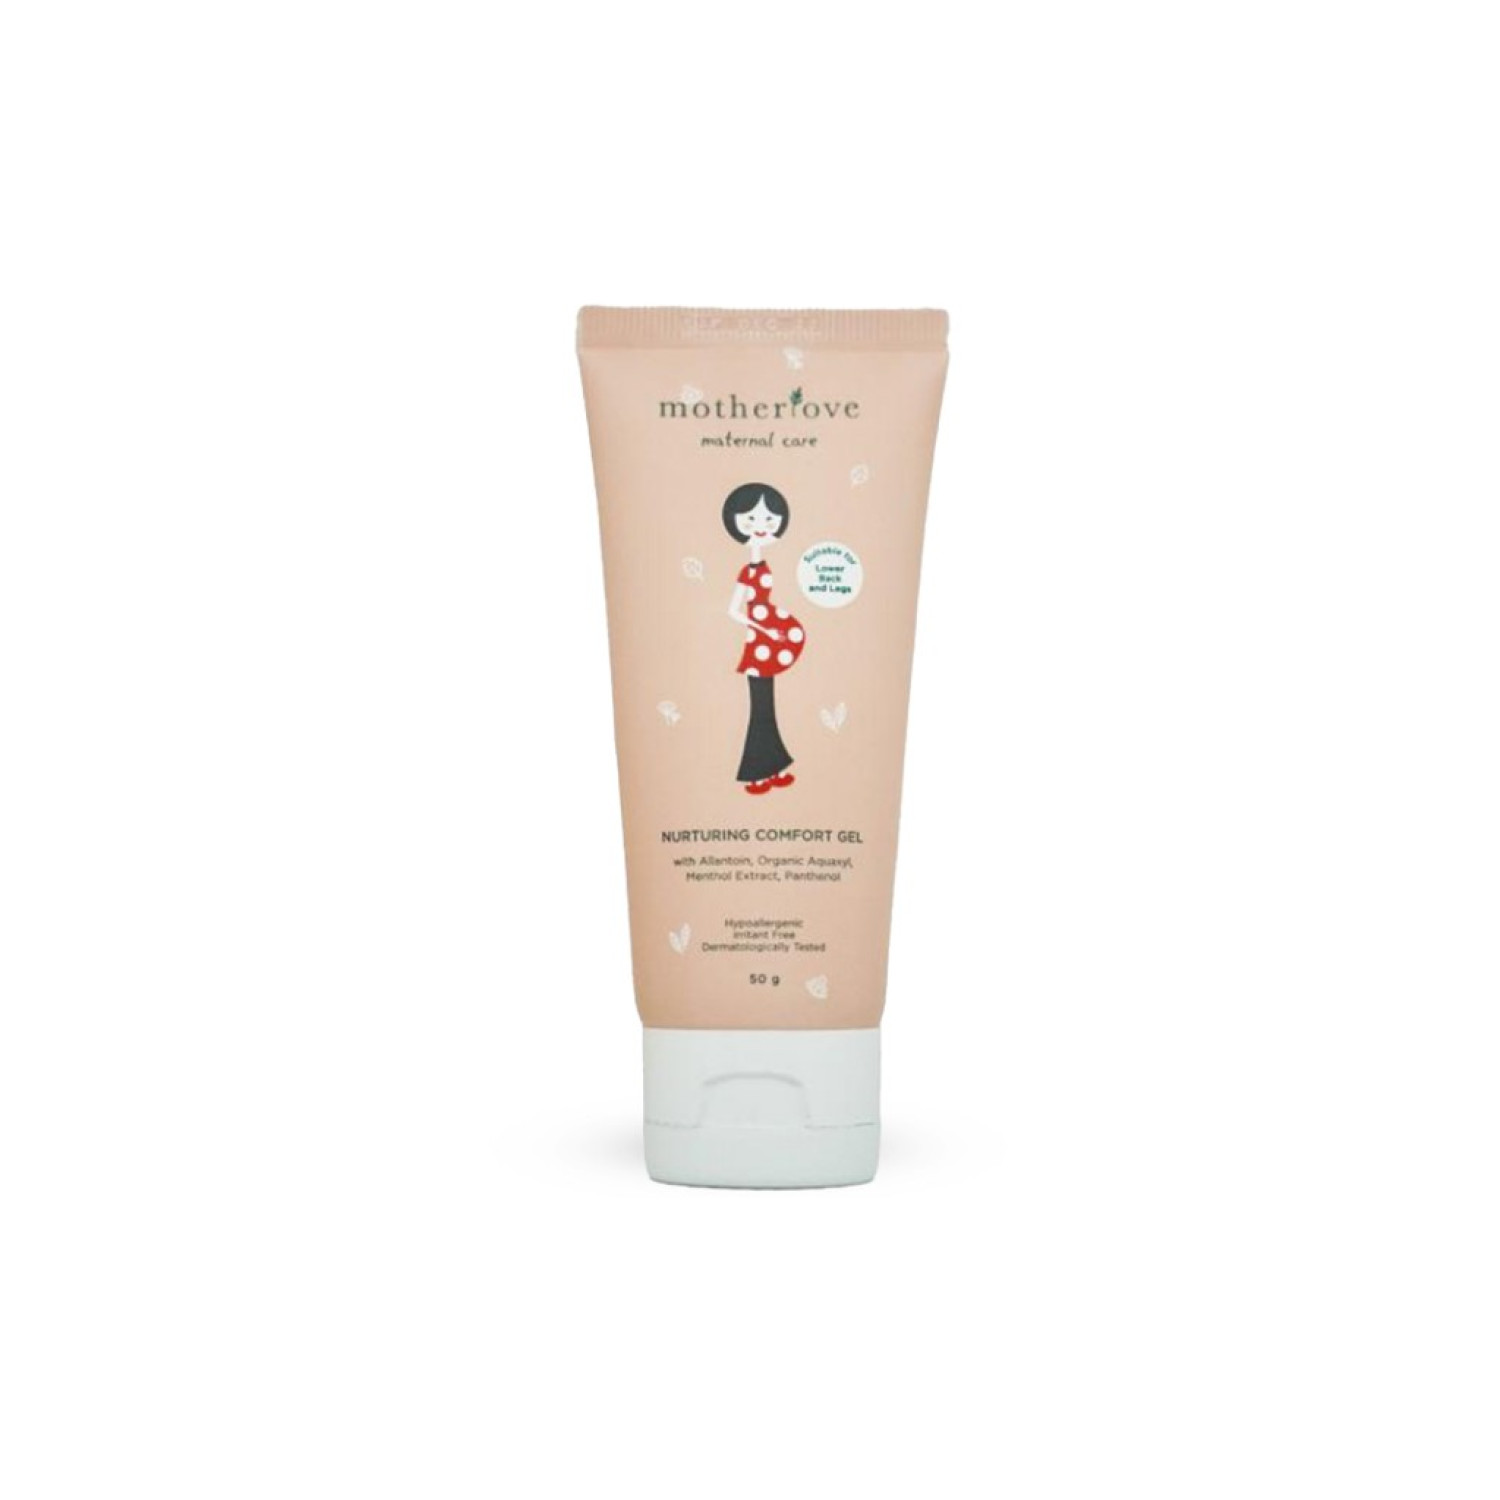 motherlove
maternal care
Suitable for
Lower
Back
and Legs
NURTURING COMFORT GEL
with Allantoin, Organic Aquaxyl,
Menthol Extract, Panthenol
Hypoallergenic
Irritant Free
Dermatologically Tested
50 g